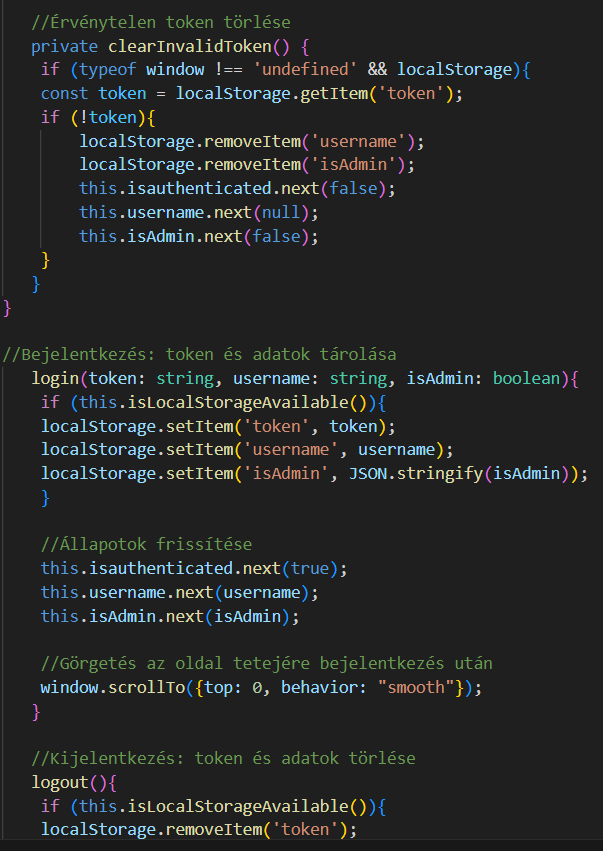 //Érvénytelen token törlése
private clearInvalidToken() {
if (typeof window !== 'undefined' && localStorage){
const token = localStorage.getItem('token');
if (!token){
localStorage.removeItem('username');
localStorage.removeItem('isAdmin');
this.isauthenticated.next(false);
this.username.next(null);
this.isAdmin.next(false);
}
}
}
//Bejelentkezés: token és adatok tárolása
login(token: string, username: string, isAdmin: boolean){
if (this.isLocalStorageAvailable()){
localStorage.setItem('token', token);
localStorage.setItem('username', username);
localStorage.setItem('isAdmin', JSON.stringify(isAdmin));
}
//Állapotok frissítése
this.isauthenticated.next(true);
this.username.next(username);
this.isAdmin.next(isAdmin);
//Görgetés az oldal tetejére bejelentkezés után
window.scrollTo({top: 0, behavior: "smooth"});
}
//Kijelentkezés: token és adatok törlése
logout(){
if (this.isLocalStorageAvailable()){
localStorage.removeItem('token');